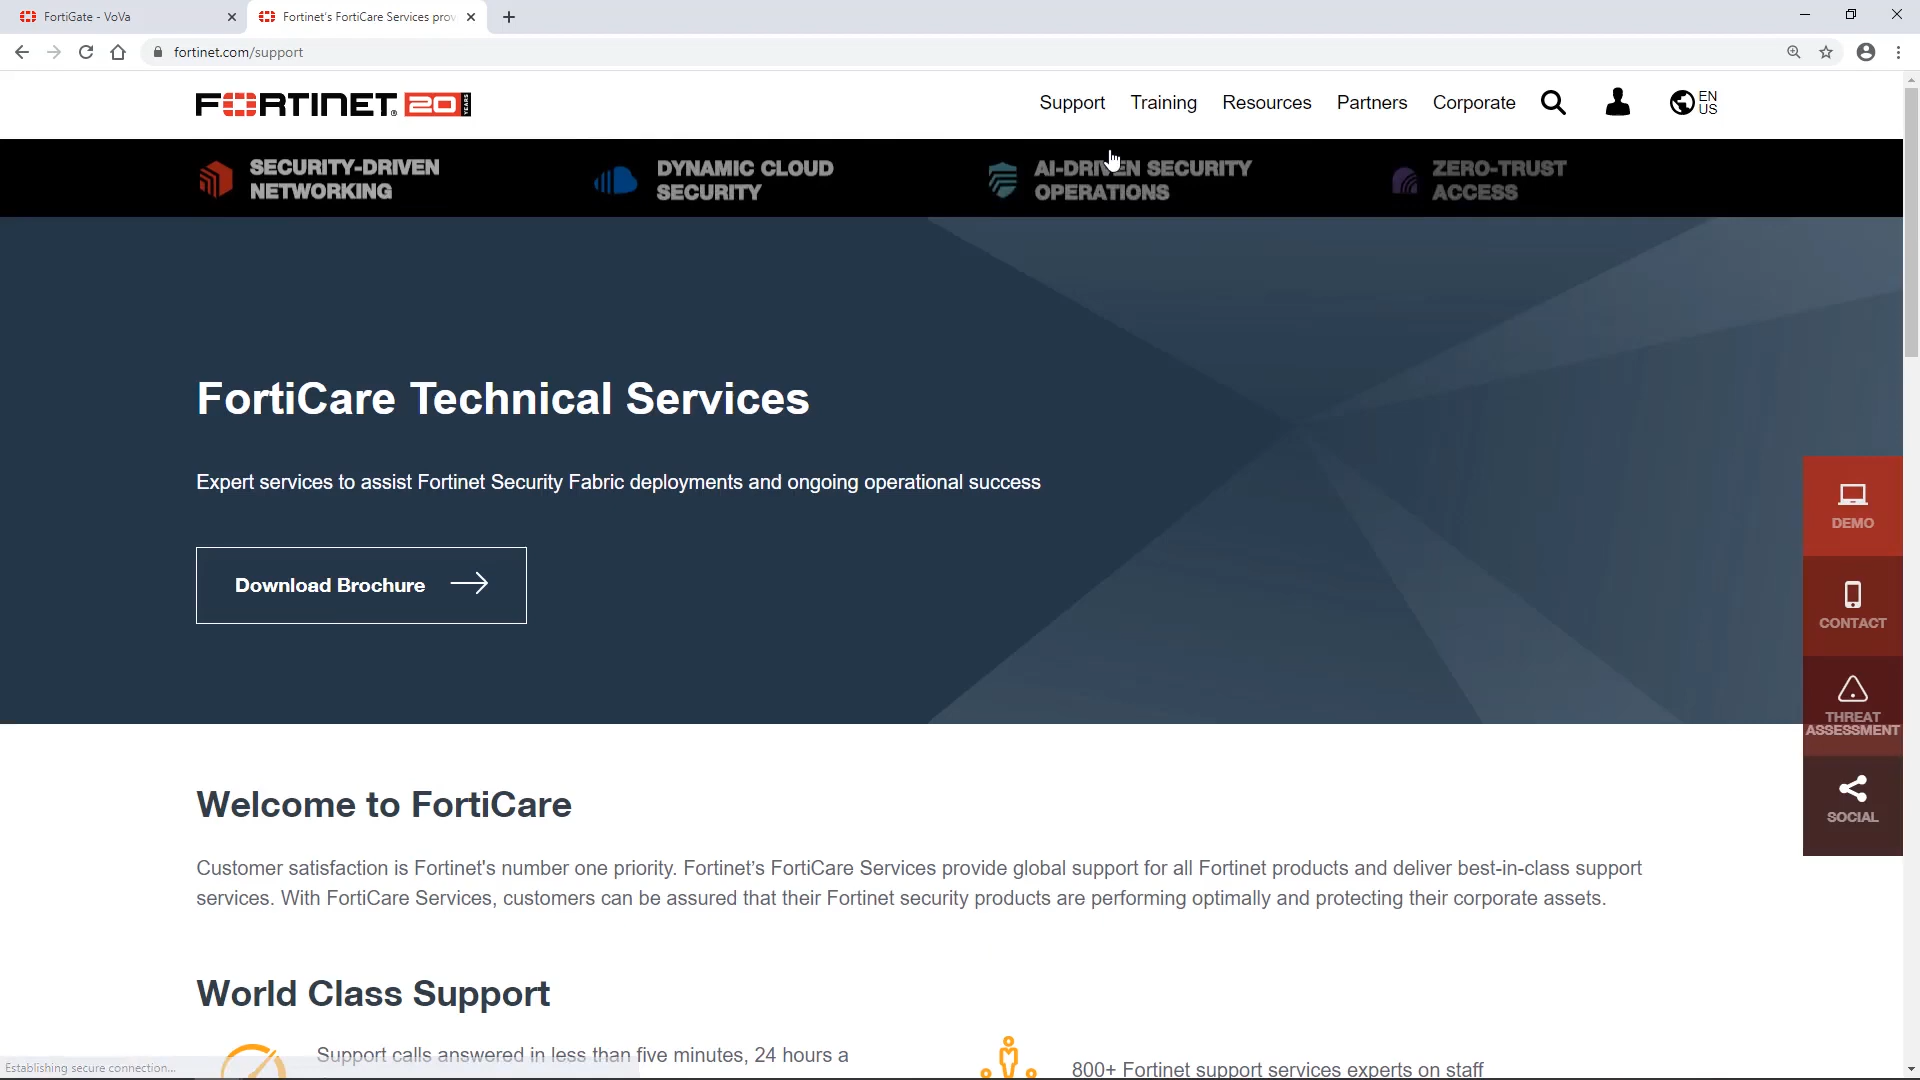 FortiGate - VoVa
Fortinet's FortiCare Services prov
fortinet.com/support
FORTINET 20 YEARS
Support Training Resources Partners Corporate EN US
SECURITY-DRIVEN NETWORKING
DYNAMIC CLOUD SECURITY
AI-DRIVEN SECURITY OPERATIONS
ZERO-TRUST ACCESS
FortiCare Technical Services
Expert services to assist Fortinet Security Fabric deployments and ongoing operational success
Download Brochure
DEMO
CONTACT
THREAT
ASSESSMENT
SOCIAL
Welcome to FortiCare
Customer satisfaction is Fortinet's number one priority. Fortinet’s FortiCare Services provide global support for all Fortinet products and deliver best-in-class support
services. With FortiCare Services, customers can be assured that their Fortinet security products are performing optimally and protecting their corporate assets.
World Class Support
Support calls answered in less than five minutes, 24 hours a
800+ Fortinet support services experts on staff
Establishing secure connection...